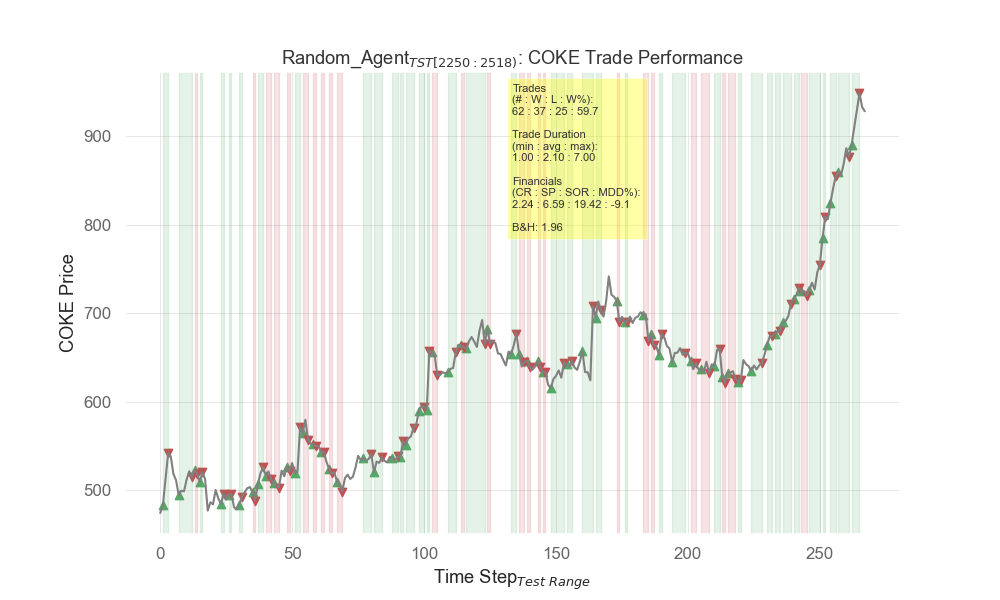 Random_Agent TST[2250 : 2518) : COKE Trade Performance
Trades
(# : W : L : W%):
62 : 37 : 25 : 59.7
Trade Duration
(min : avg : max):
1.00 : 2.10 : 7.00
Financials
(CR : SP : SOR : MDD%):
2.24 : 6.59 : 19.42 : -9.1
B&H: 1.96
COKE Price
900
800
700
600
500
0 50 100 150 200 250
Time Step Test Range